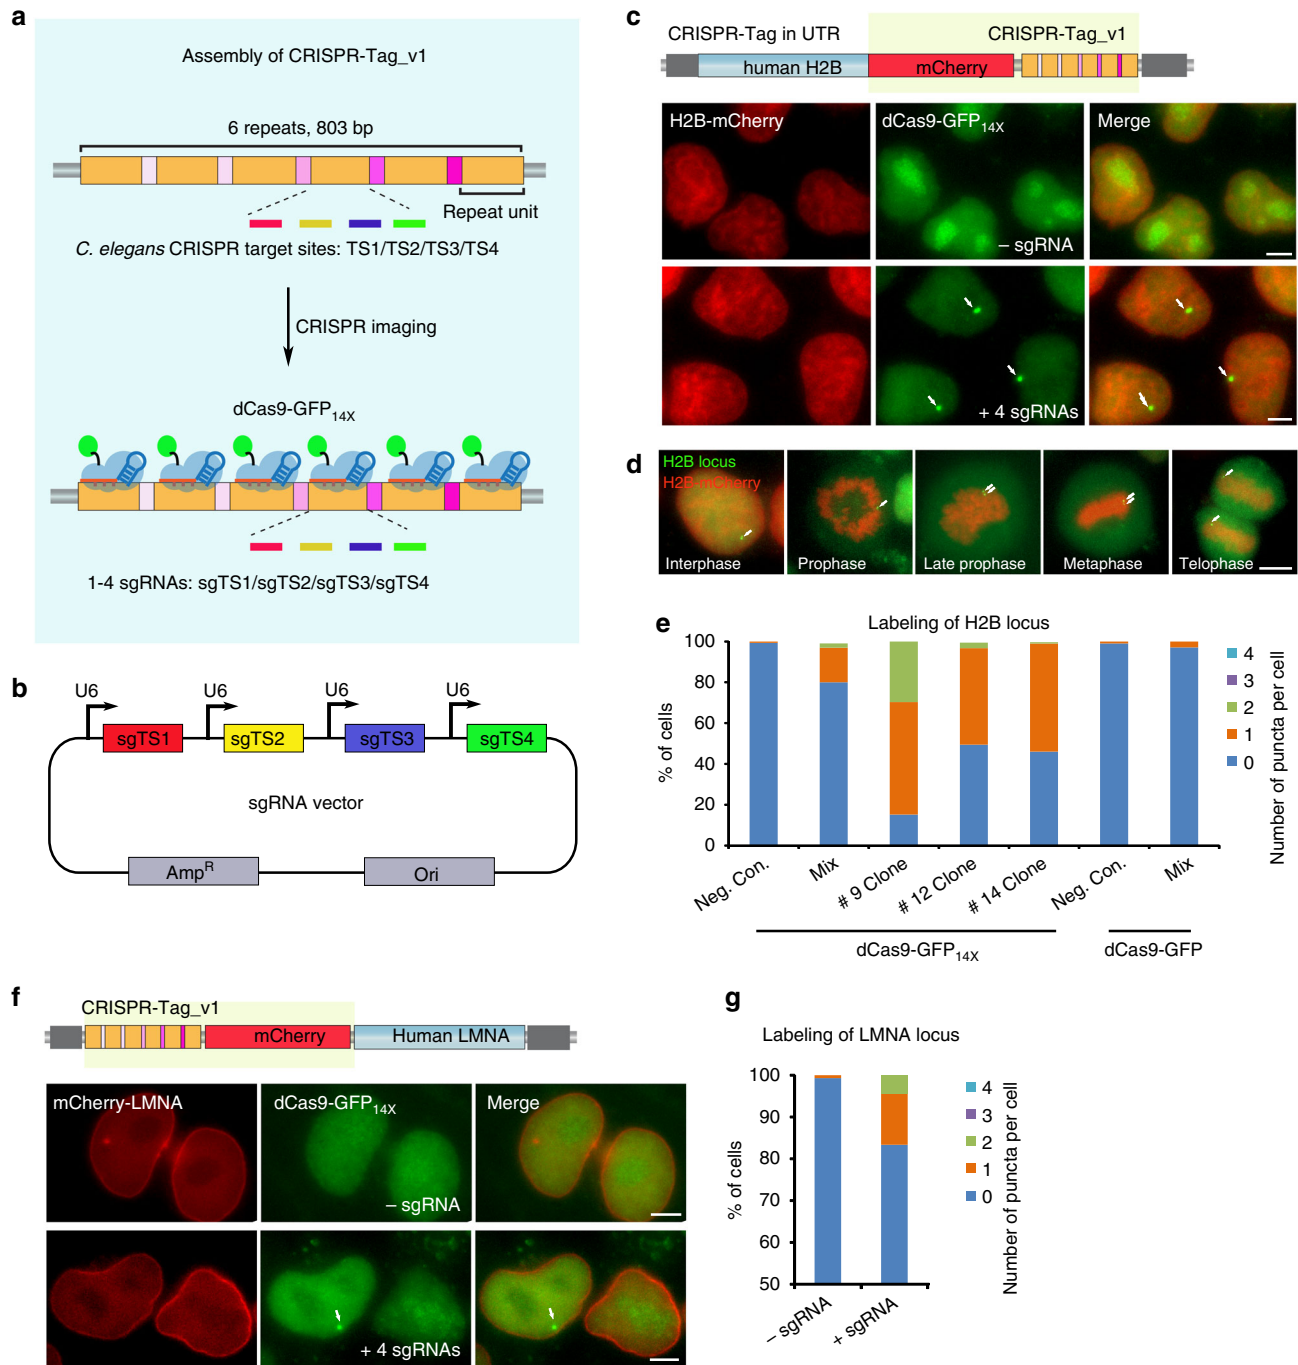 a
Assembly of CRISPR-Tag_v1
6 repeats, 803 bp
Repeat unit
C. elegans CRISPR target sites: TS1/TS2/TS3/TS4
CRISPR imaging
dCas9-GFP14X
1-4 sgRNAs: sgTS1/sgTS2/sgTS3/sgTS4
b
U6 U6 U6 U6
sgTS1 sgTS2 sgTS3 sgTS4
sgRNA vector
AmpR Ori
c
CRISPR-Tag in UTR CRISPR-Tag_v1
human H2B mCherry
H2B-mCherry dCas9-GFP14X Merge
– sgRNA
+ 4 sgRNAs
d
H2B locus
H2B-mCherry
Interphase Prophase Late prophase Metaphase Telophase
e
Labeling of H2B locus
% of cells
100
80
60
40
20
0
Neg. Con. Mix # 9 Clone # 12 Clone # 14 Clone Neg. Con. Mix
dCas9-GFP14X dCas9-GFP
4
3
2
1
0
Number of puncta per cell
f
CRISPR-Tag_v1
mCherry Human LMNA
mCherry-LMNA dCas9-GFP14X Merge
– sgRNA
+ 4 sgRNAs
g
Labeling of LMNA locus
% of cells
100
90
80
70
60
50
– sgRNA + sgRNA
4
3
2
1
0
Number of puncta per cell